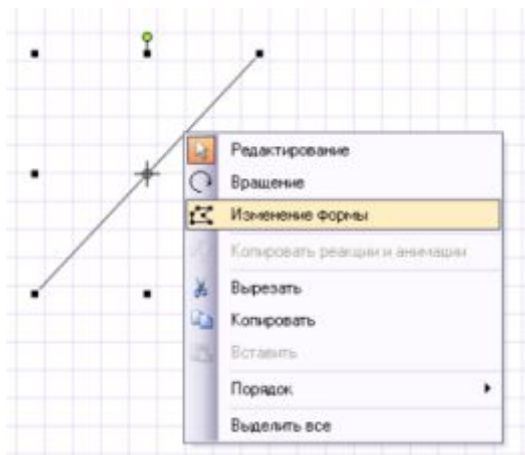 Редактирование
Вращение
Изменение формы
Копировать реакции и анимации
Вырезать
Копировать
Вставить
Порядок
Выделить все